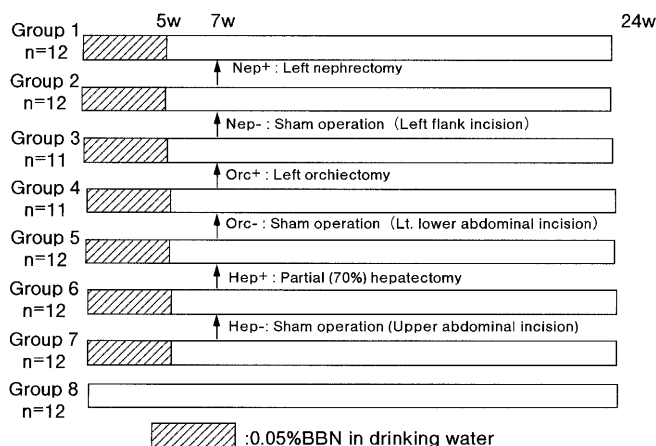 5w 7w 24w
Group 1
n=12
Nep+ : Left nephrectomy
Group 2
n=12
Nep- : Sham operation (Left flank incision)
Group 3
n=11
Orc+ : Left orchiectomy
Group 4
n=11
Orc- : Sham operation (Lt. lower abdominal incision)
Group 5
n=12
Hep+ : Partial (70%) hepatectomy
Group 6
n=12
Hep- : Sham operation (Upper abdominal incision)
Group 7
n=12
Group 8
n=12
:0.05%BBN in drinking water